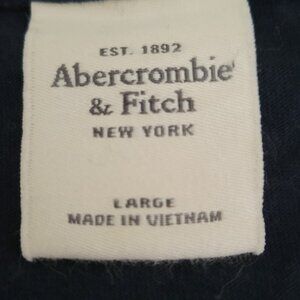 EST. 1892
Abercrombie
& Fitch
NEW YORK
LARGE
MADE IN VIETNAM